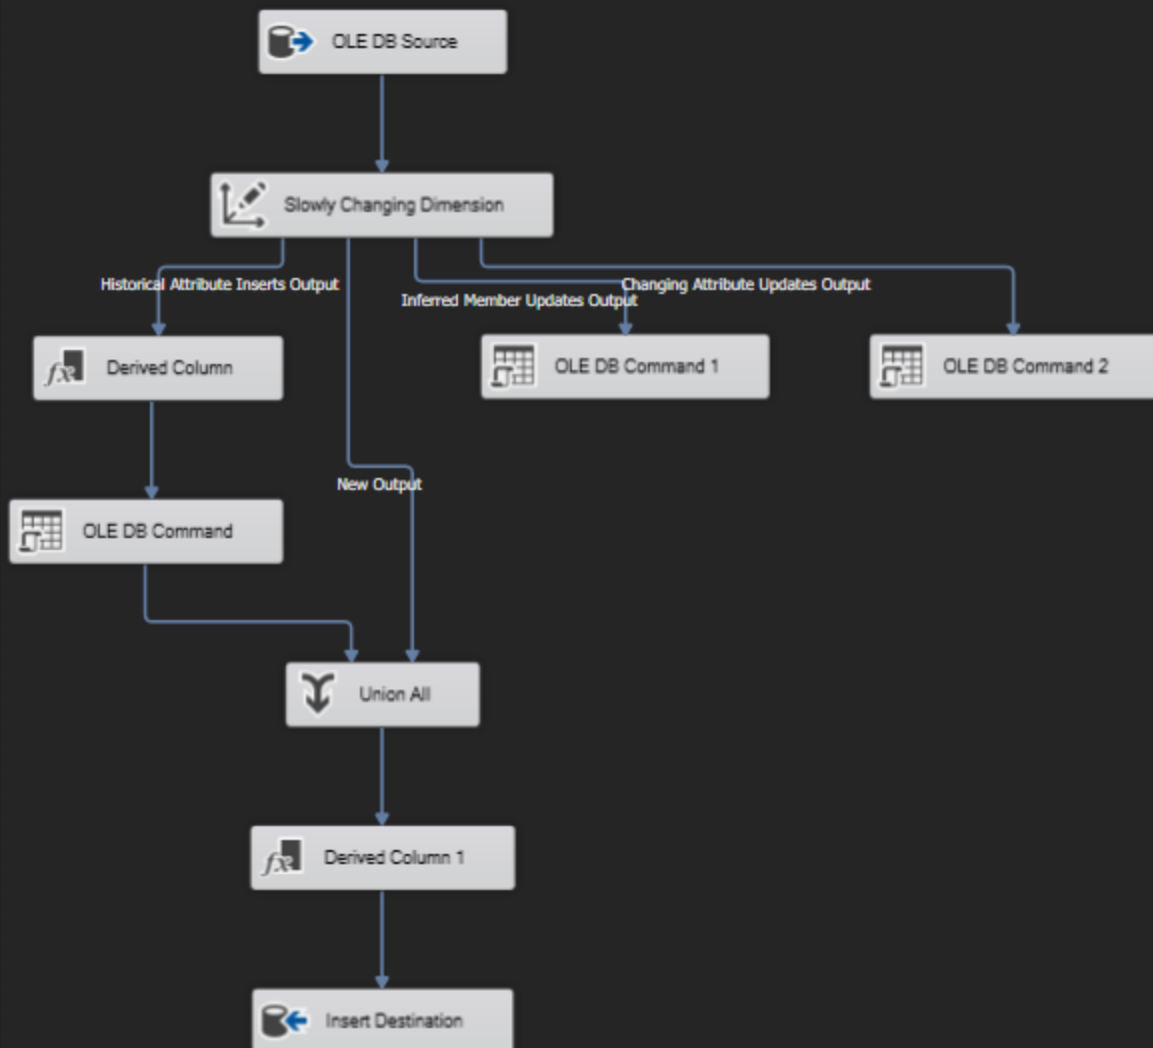 OLE DB Source
Slowly Changing Dimension
Historical Attribute Inserts Output
Changing Attribute Updates Output
Inferred Member Updates Output
Derived Column
OLE DB Command 1
OLE DB Command 2
New Output
OLE DB Command
Union All
Derived Column 1
Insert Destination